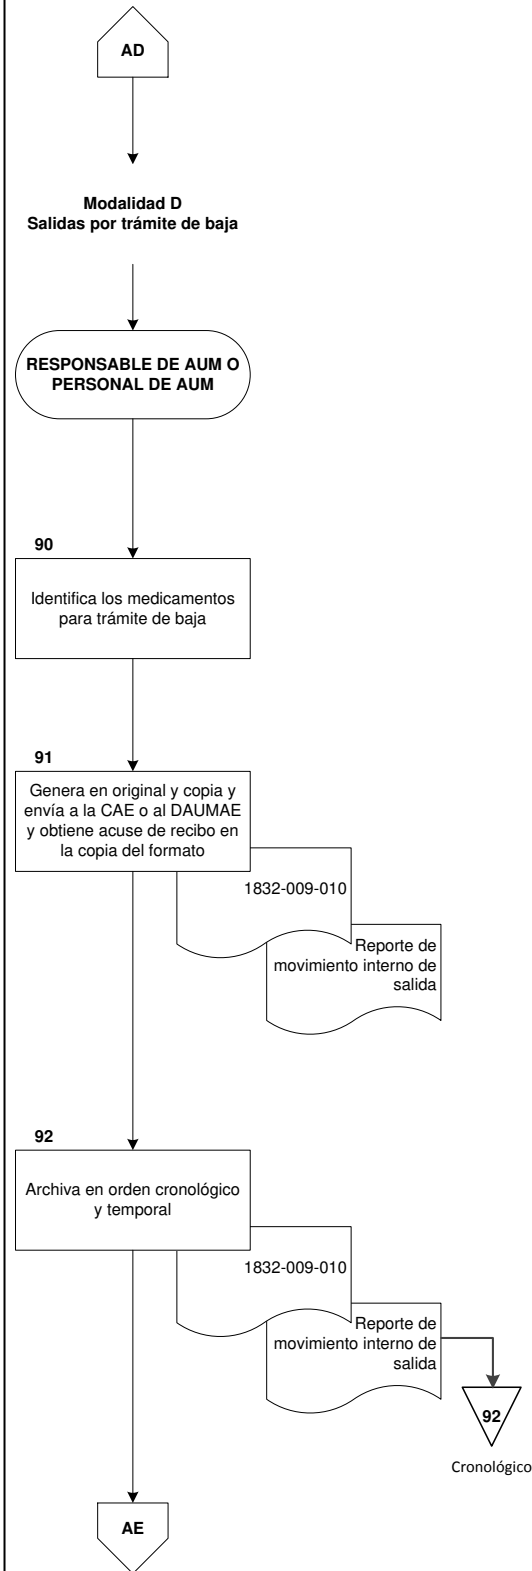 AD
Modalidad D
Salidas por trámite de baja
RESPONSABLE DE AUM O
PERSONAL DE AUM
90
Identifica los medicamentos
para trámite de baja
91
Genera en original y copia y
envía a la CAE o al DAUMAE
y obtiene acuse de recibo en
la copia del formato
1832-009-010
Reporte de
movimiento interno de
salida
92
Archiva en orden cronológico
y temporal
1832-009-010
Reporte de
movimiento interno de
salida
92
Cronológico
AE